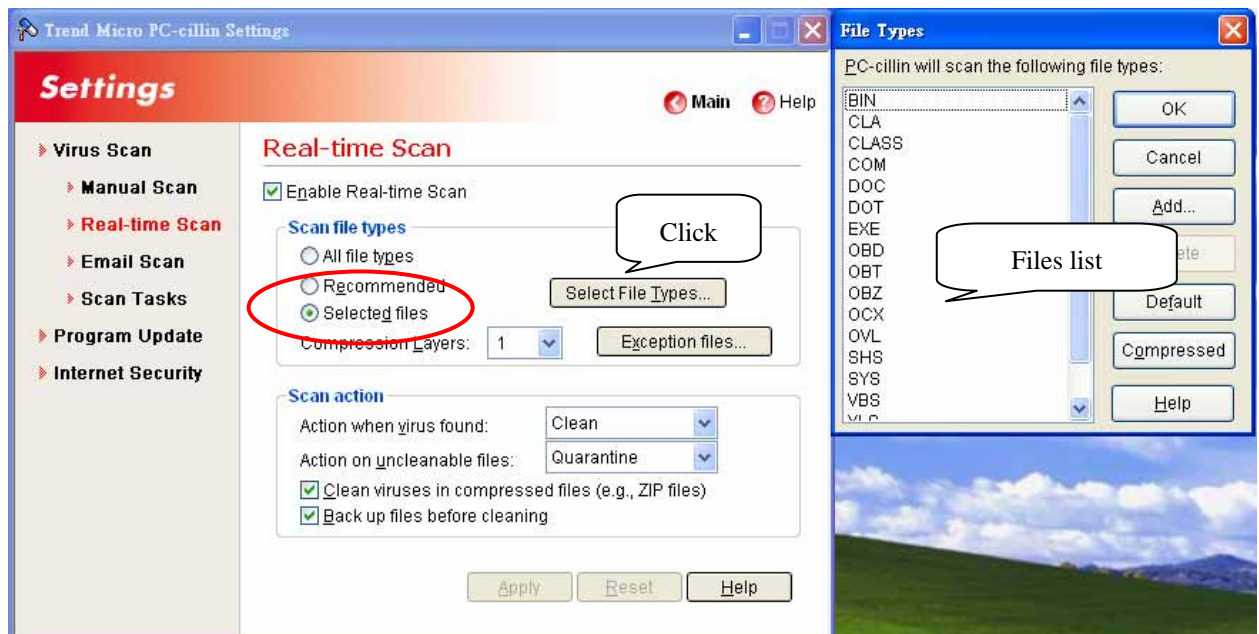 Trend Micro PC-cillin Settings
Settings
Main
Help
Virus Scan
Manual Scan
Real-time Scan
Email Scan
Scan Tasks
Program Update
Internet Security
Real-time Scan
Enable Real-time Scan
Scan file types
All file types
Recommended
Selected files
Click
Select File Types...
Compression Layers: 1
Exception files...
Scan action
Action when virus found: Clean
Action on uncleanable files: Quarantine
Clean viruses in compressed files (e.g., ZIP files)
Back up files before cleaning
Apply
Reset
Help
File Types
PC-cillin will scan the following file types:
BIN
CLA
CLASS
COM
DOC
DOT
EXE
OBD
OBT
OBZ
OCX
OVL
SHS
SYS
VBS
Files list
OK
Cancel
Add...
Default
Compressed
Help